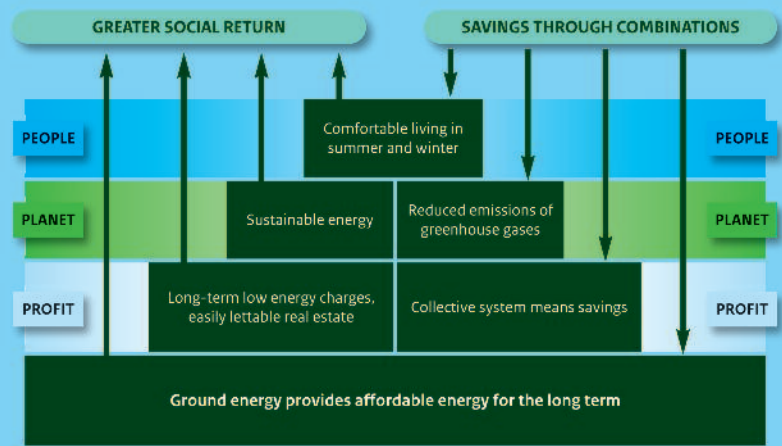 GREATER SOCIAL RETURN
SAVINGS THROUGH COMBINATIONS
PEOPLE
Comfortable living in
summer and winter
PEOPLE
PLANET
Sustainable energy
Reduced emissions of
greenhouse gases
PLANET
PROFIT
Long-term low energy charges,
easily lettable real estate
Collective system means savings
PROFIT
Ground energy provides affordable energy for the long term